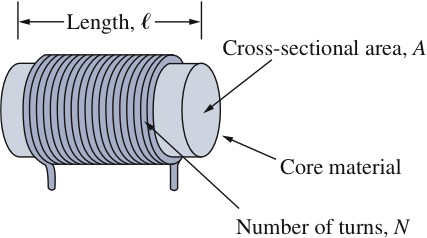 Length, ℓ
Cross-sectional area, A
Core material
Number of turns, N